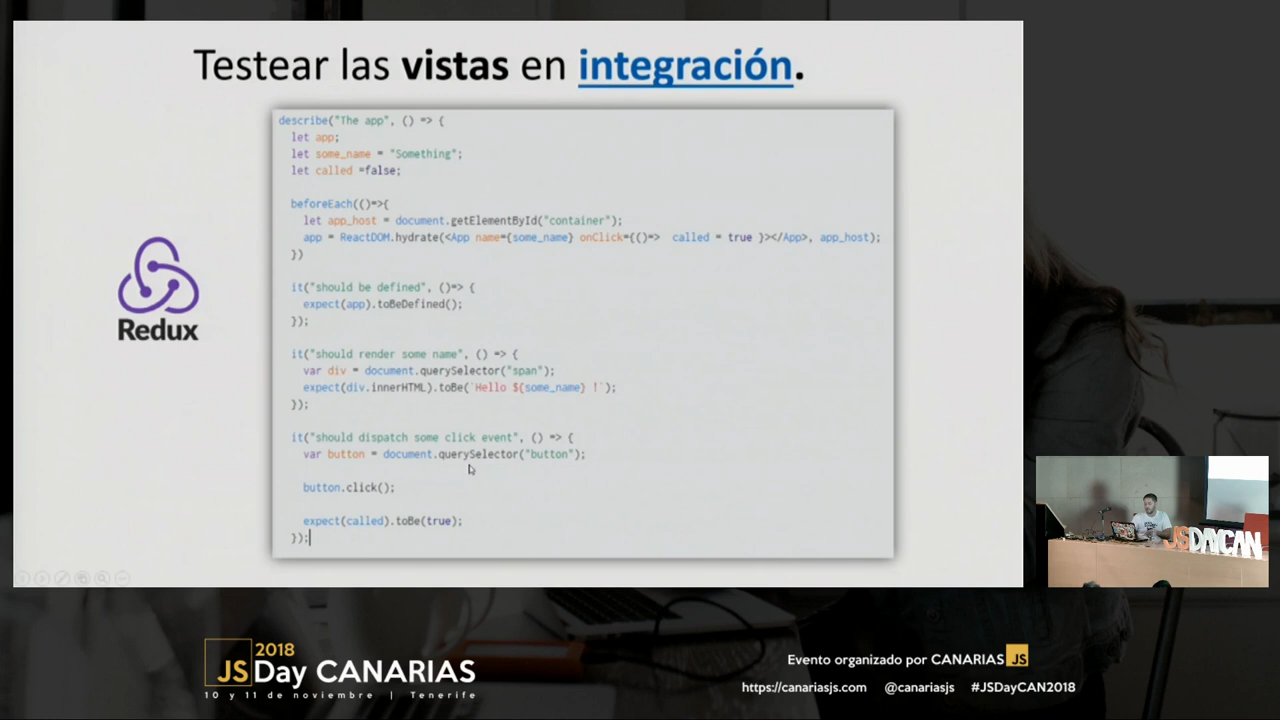 Testear las vistas en integración.
describe("The app", () => {
let app;
let some_name = "Something";
let called =false;
beforeEach(()=>{
let app_host = document.getElementById("container");
app = ReactDOM.hydrate(<App name={some_name} onClick={()=> called = true }></App>, app_host);
})
it("should be defined", ()=> {
expect(app).toBeDefined();
});
it("should render some name", () => {
var div = document.querySelector("span");
expect(div.innerHTML).toBe(`Hello ${some_name} !`);
});
it("should dispatch some click event", () => {
var button = document.querySelector("button");
button.click();
expect(called).toBe(true);
});
Redux
JSDAYCAN
2018
JSDay CANARIAS
10 y 11 de noviembre | Tenerife
Evento organizado por CANARIAS JS
https://canariasjs.com @canariasjs #JSDayCAN2018